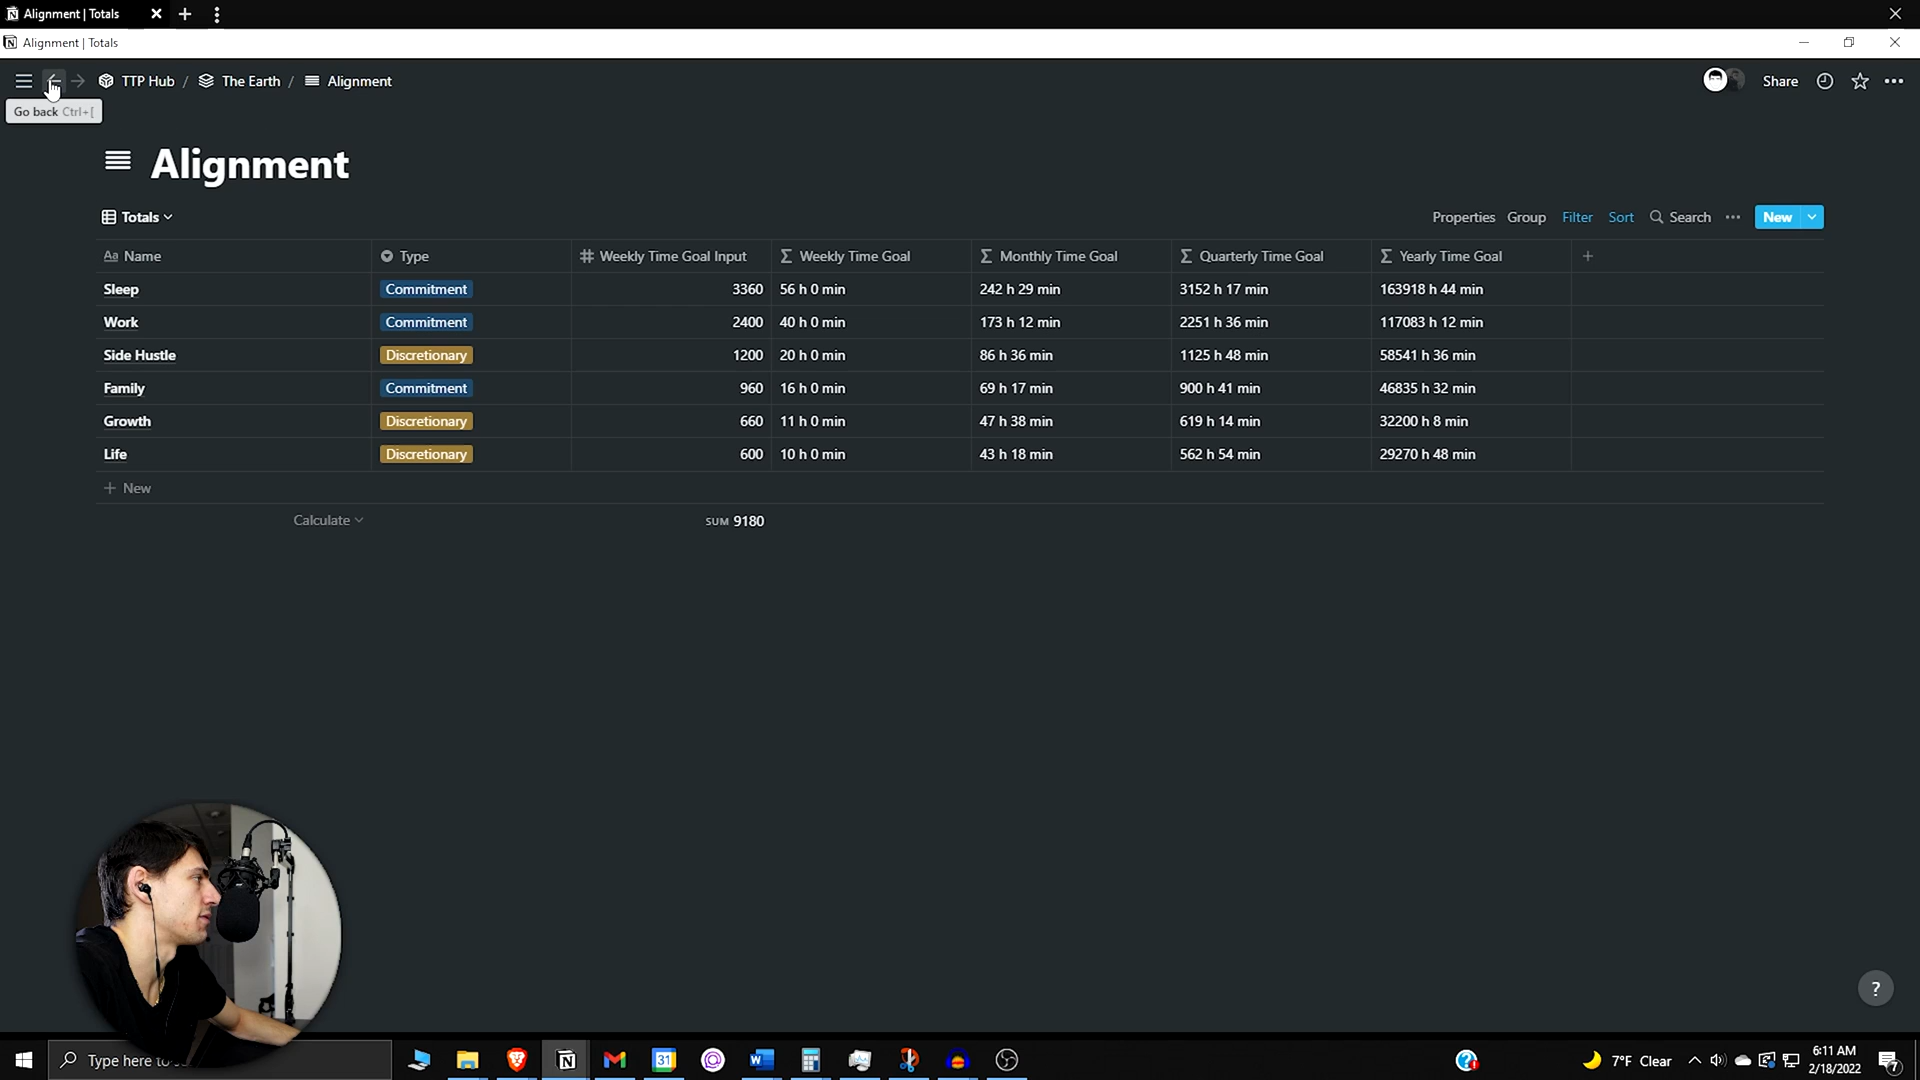 Alignment | Totals
Alignment | Totals
TTP Hub / The Earth / Alignment
Share
Go back Ctrl+[
Alignment
Totals
Properties Group Filter Sort Search New
Aa Name Type # Weekly Time Goal Input Σ Weekly Time Goal Σ Monthly Time Goal Σ Quarterly Time Goal Σ Yearly Time Goal +
Sleep Commitment 3360 56 h 0 min 242 h 29 min 3152 h 17 min 163918 h 44 min
Work Commitment 2400 40 h 0 min 173 h 12 min 2251 h 36 min 117083 h 12 min
Side Hustle Discretionary 1200 20 h 0 min 86 h 36 min 1125 h 48 min 58541 h 36 min
Family Commitment 960 16 h 0 min 69 h 17 min 900 h 41 min 46835 h 32 min
Growth Discretionary 660 11 h 0 min 47 h 38 min 619 h 14 min 32200 h 8 min
Life Discretionary 600 10 h 0 min 43 h 18 min 562 h 54 min 29270 h 48 min
+ New
Calculate SUM 9180
?
Type here to
31
7°F Clear
6:11 AM
2/18/2022
7